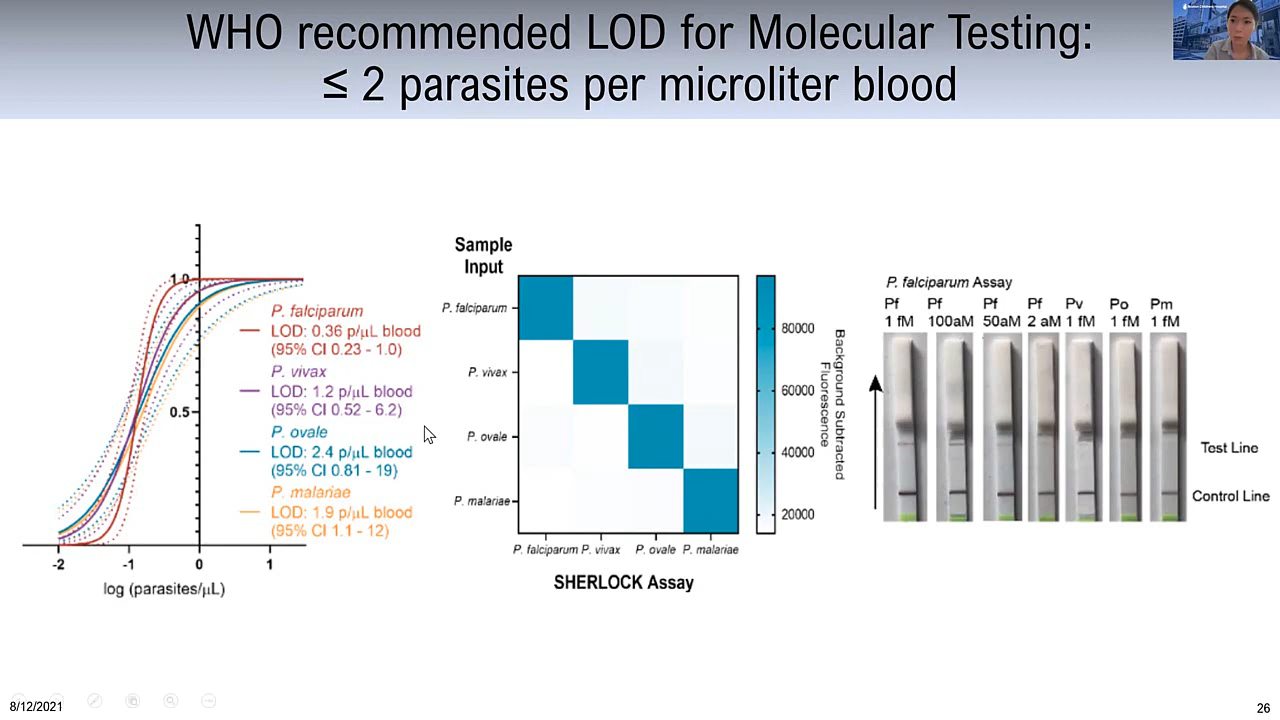 WHO recommended LOD for Molecular Testing:
≤ 2 parasites per microliter blood
1.0
0.5
-2
-1
0
1
log (parasites/µL)
P. falciparum
LOD: 0.36 p/µL blood
(95% CI 0.23 - 1.0)
P. vivax
LOD: 1.2 p/µL blood
(95% CI 0.52 - 6.2)
P. ovale
LOD: 2.4 p/µL blood
(95% CI 0.81 - 19)
P. malariae
LOD: 1.9 p/µL blood
(95% CI 1.1 - 12)
Sample
Input
P. falciparum
P. vivax
P. ovale
P. malariae
P. falciparum P. vivax P. ovale P. malariae
SHERLOCK Assay
80000
60000
40000
20000
Background Subtracted
Fluorescence
P. falciparum Assay
Pf Pf Pf Pf Pv Po Pm
1 fM 100aM 50aM 2 aM 1 fM 1 fM 1 fM
Test Line
Control Line
8/12/2021
26